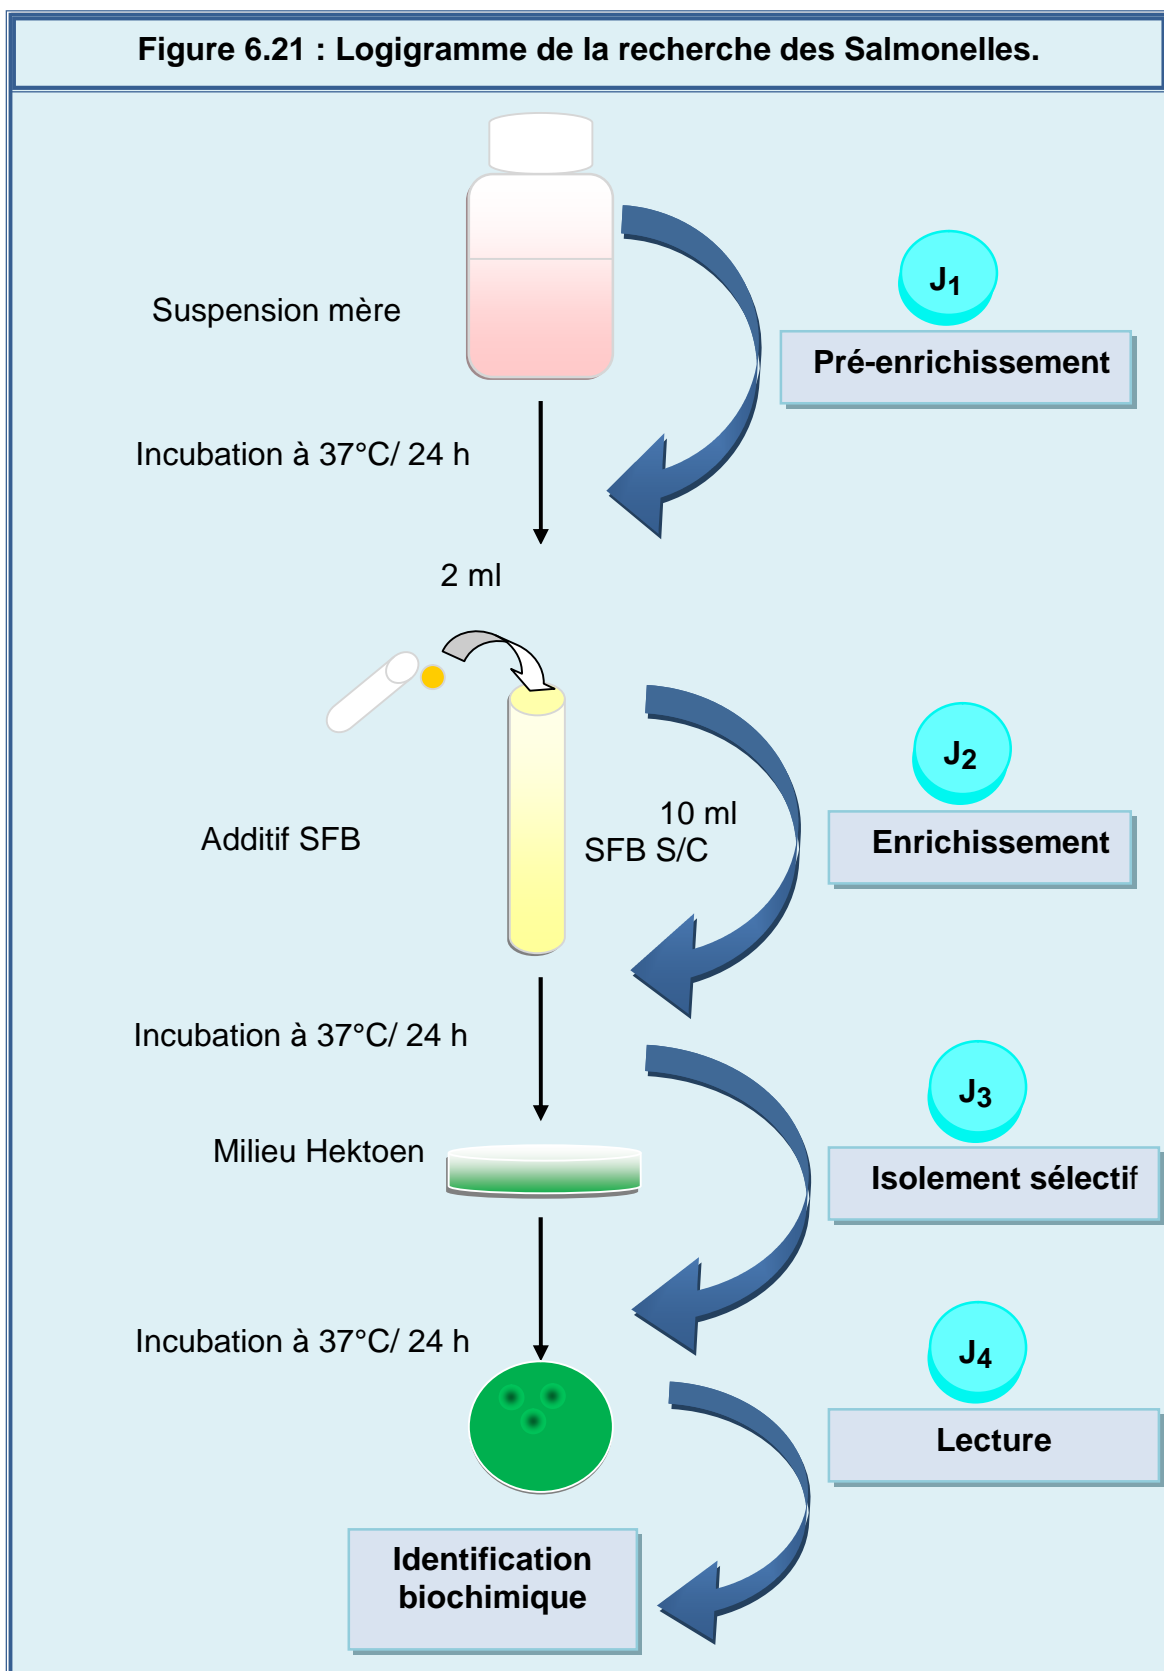 Figure 6.21 : Logigramme de la recherche des Salmonelles.
J1
Suspension mère
Pré-enrichissement
Incubation à 37°C/ 24 h
2 ml
J2
10 ml
Additif SFB
SFB S/C
Enrichissement
Incubation à 37°C/ 24 h
J3
Milieu Hektoen
Isolement sélectif
Incubation à 37°C/ 24 h
J4
Lecture
Identification
biochimique